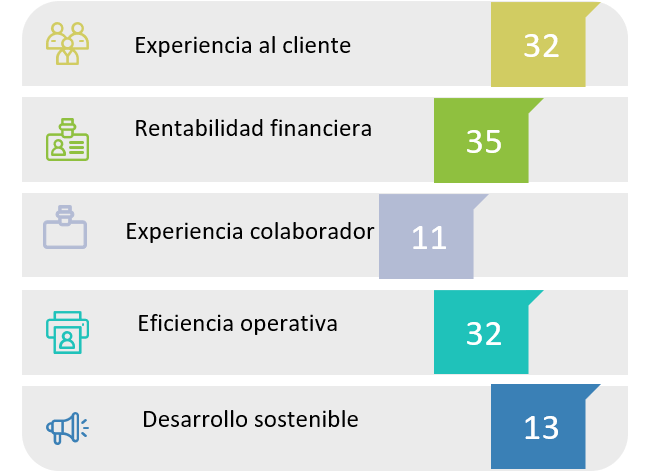 Experiencia al cliente
32
Rentabilidad financiera
35
Experiencia colaborador
11
Eficiencia operativa
32
Desarrollo sostenible
13